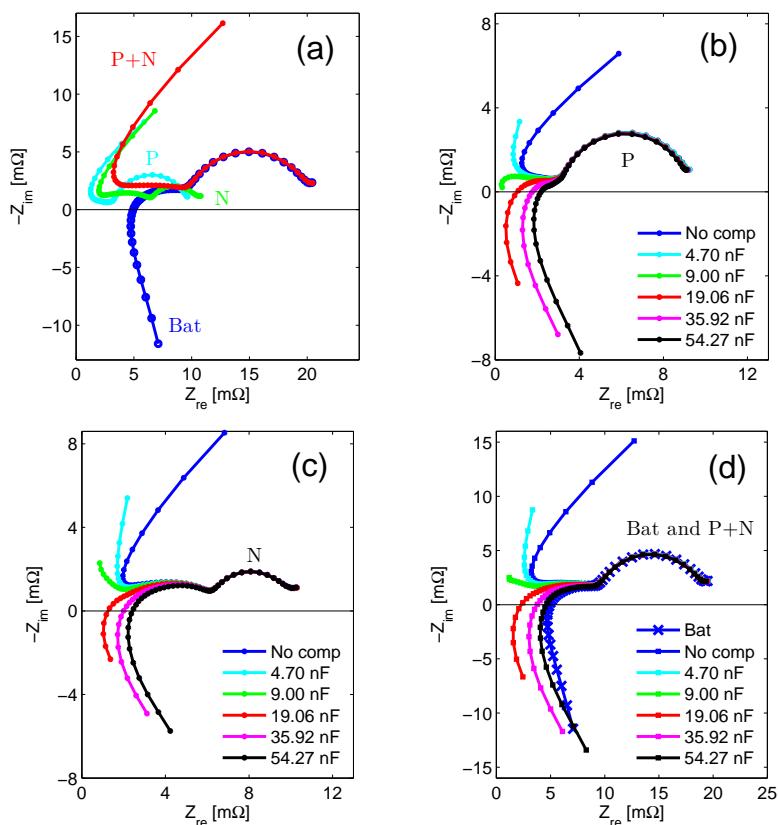 (a)
P+N
P
N
Bat
15
10
5
0
−5
−10
0 5 10 15 20
−Z_im [mΩ]
Z_re [mΩ]
(b)
P
8
4
0
−4
−8
0 3 6 9 12
−Z_im [mΩ]
Z_re [mΩ]
No comp
4.70 nF
9.00 nF
19.06 nF
35.92 nF
54.27 nF
(c)
N
8
4
0
−4
−8
0 4 8 12
−Z_im [mΩ]
Z_re [mΩ]
No comp
4.70 nF
9.00 nF
19.06 nF
35.92 nF
54.27 nF
(d)
Bat and P+N
15
10
5
0
−5
−10
−15
0 5 10 15 20 25
−Z_im [mΩ]
Z_re [mΩ]
Bat
No comp
4.70 nF
9.00 nF
19.06 nF
35.92 nF
54.27 nF